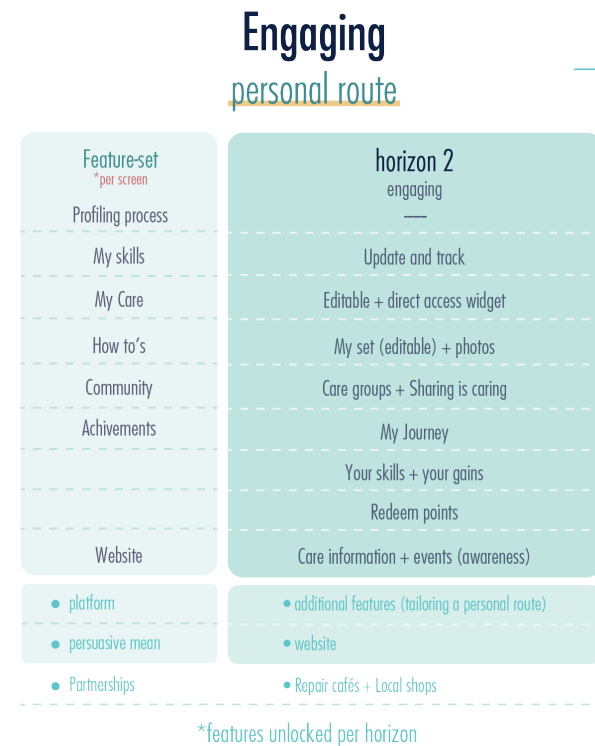 Engaging
personal route
Feature-set
*per screen
horizon 2
engaging
Profiling process
—
My skills
Update and track
My Care
Editable + direct access widget
How to's
My set (editable) + photos
Community
Care groups + Sharing is caring
Achivements
My Journey
Your skills + your gains
Redeem points
Website
Care information + events (awareness)
• platform
• additional features (tailoring a personal route)
• persuasive mean
• website
• Partnerships
• Repair cafés + Local shops
*features unlocked per horizon